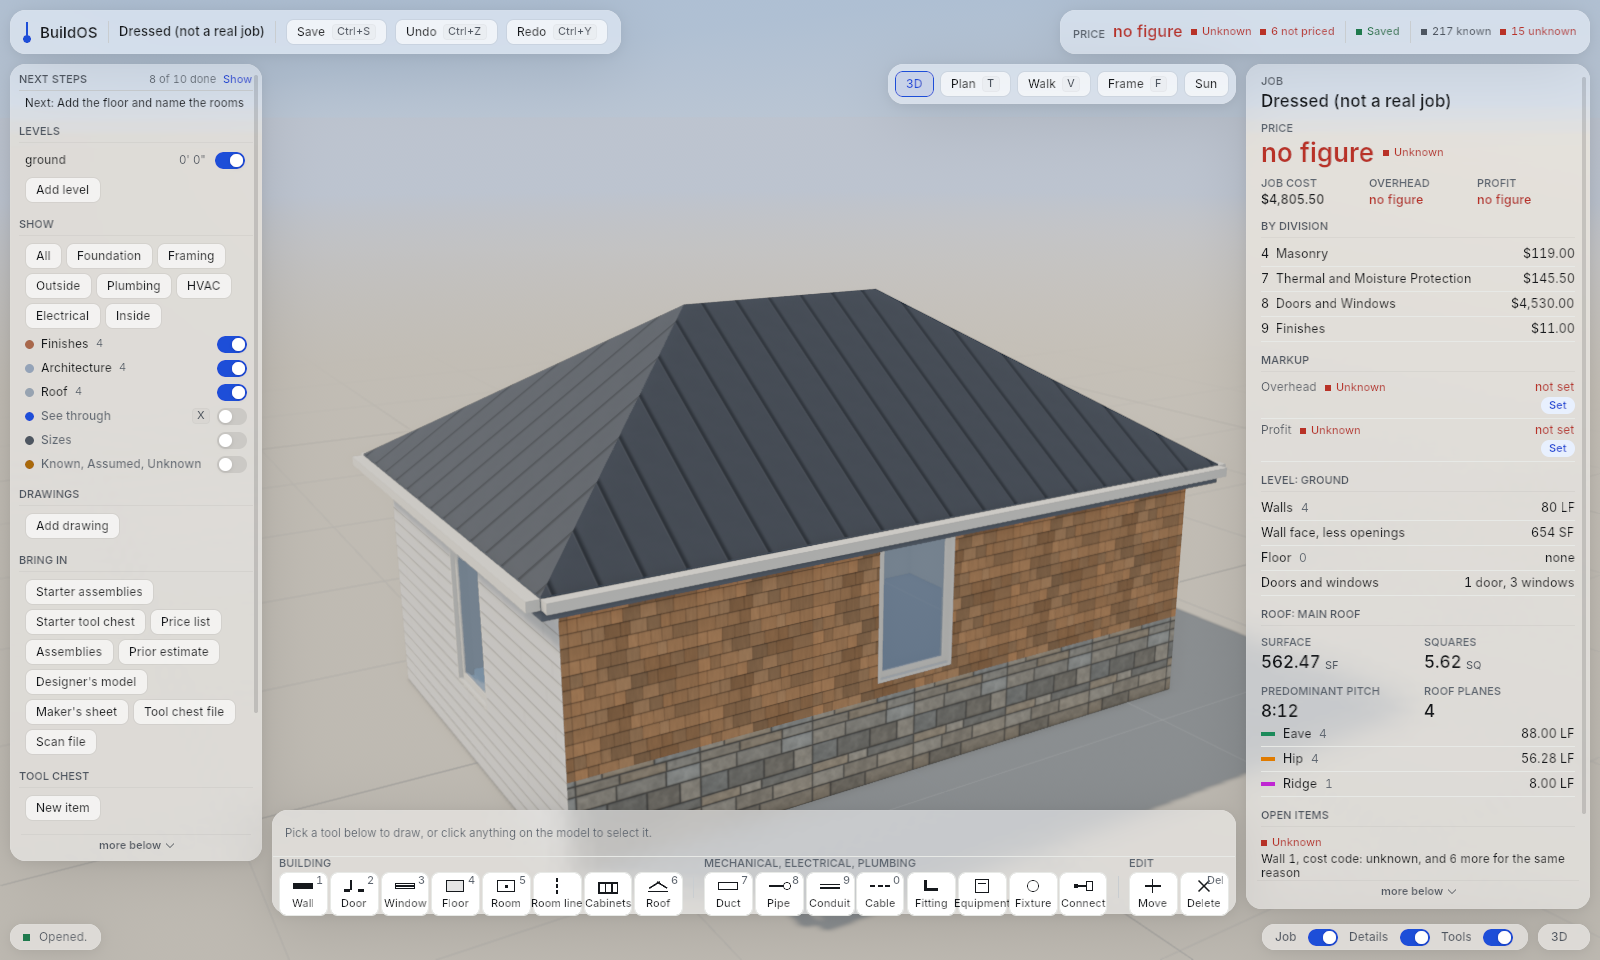 BuildOS
Dressed (not a real job)
Save Ctrl+S
Undo Ctrl+Z
Redo Ctrl+Y
PRICE no figure Unknown 6 not priced Saved 217 known 15 unknown
NEXT STEPS 8 of 10 done Show
Next: Add the floor and name the rooms
LEVELS
ground 0' 0"
Add level
SHOW
All Foundation Framing
Outside Plumbing HVAC
Electrical Inside
Finishes 4
Architecture 4
Roof 4
See through X
Sizes
Known, Assumed, Unknown
DRAWINGS
Add drawing
BRING IN
Starter assemblies
Starter tool chest Price list
Assemblies Prior estimate
Designer's model
Maker's sheet Tool chest file
Scan file
TOOL CHEST
New item
more below
Opened.
3D Plan T Walk V Frame F Sun
Pick a tool below to draw, or click anything on the model to select it.
BUILDING
1 Wall
2 Door
3 Window
4 Floor
5 Room
Room line
Cabinets
6 Roof
MECHANICAL, ELECTRICAL, PLUMBING
7 Duct
8 Pipe
9 Conduit
0 Cable
Fitting
Equipment
Fixture
Connect
EDIT
Move
Del Delete
JOB
Dressed (not a real job)
PRICE
no figure Unknown
JOB COST OVERHEAD PROFIT
$4,805.50 no figure no figure
BY DIVISION
4 Masonry $119.00
7 Thermal and Moisture Protection $145.50
8 Doors and Windows $4,530.00
9 Finishes $11.00
MARKUP
Overhead Unknown not set
Set
Profit Unknown not set
Set
LEVEL: GROUND
Walls 4 80 LF
Wall face, less openings 654 SF
Floor 0 none
Doors and windows 1 door, 3 windows
ROOF: MAIN ROOF
SURFACE SQUARES
562.47 SF 5.62 SQ
PREDOMINANT PITCH ROOF PLANES
8:12 4
Eave 4 88.00 LF
Hip 4 56.28 LF
Ridge 1 8.00 LF
OPEN ITEMS
Unknown
Wall 1, cost code: unknown, and 6 more for the same
reason
more below
Job Details Tools 3D